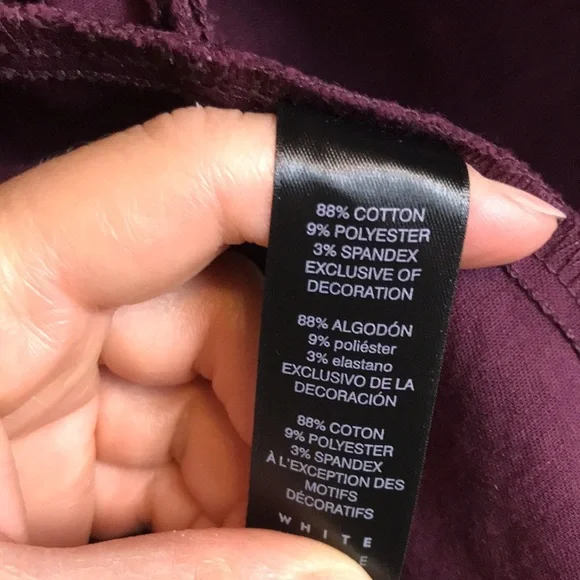 88% COTTON
9% POLYESTER
3% SPANDEX
EXCLUSIVE OF
DECORATION
88% ALGODÓN
9% poliéster
3% elastano
EXCLUSIVO DE LA
DECORACIÓN
88% COTON
9% POLYESTER
3% SPANDEX
À L'EXCEPTION DES
MOTIFS
DÉCORATIFS
WHITE